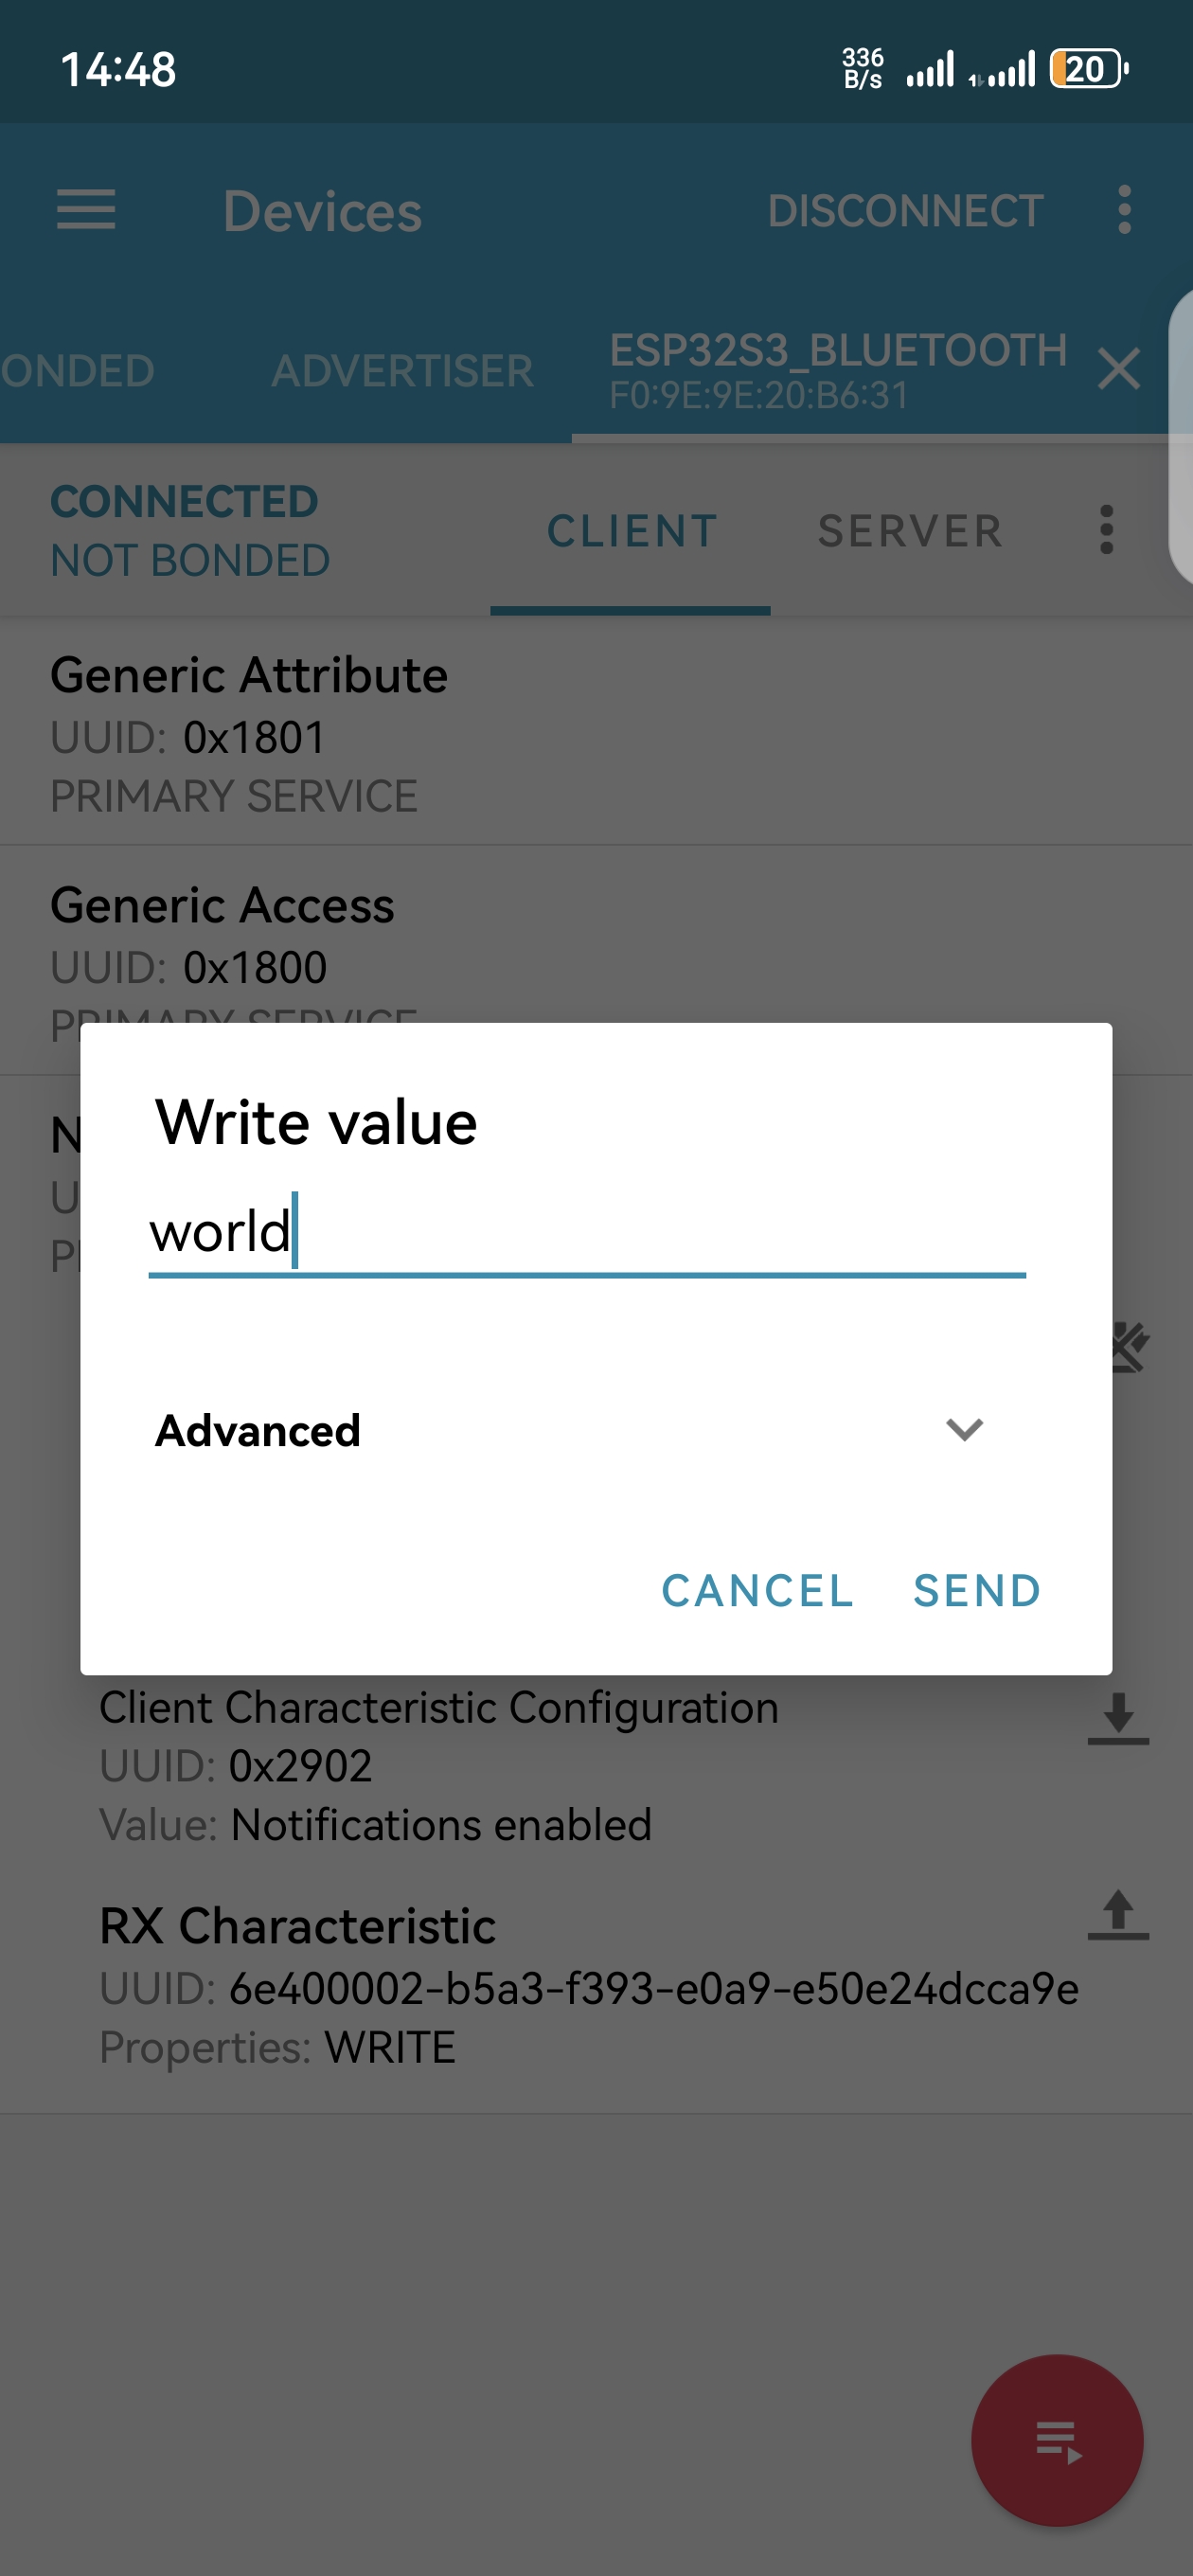 14:48
336
B/s
20
Devices
DISCONNECT
ONDED
ADVERTISER
ESP32S3_BLUETOOTH
F0:9E:9E:20:B6:31
CONNECTED
NOT BONDED
CLIENT
SERVER
Generic Attribute
UUID: 0x1801
PRIMARY SERVICE
Generic Access
UUID: 0x1800
PRIMARY SERVICE
Write value
world
Advanced
CANCEL
SEND
Client Characteristic Configuration
UUID: 0x2902
Value: Notifications enabled
RX Characteristic
UUID: 6e400002-b5a3-f393-e0a9-e50e24dcca9e
Properties: WRITE